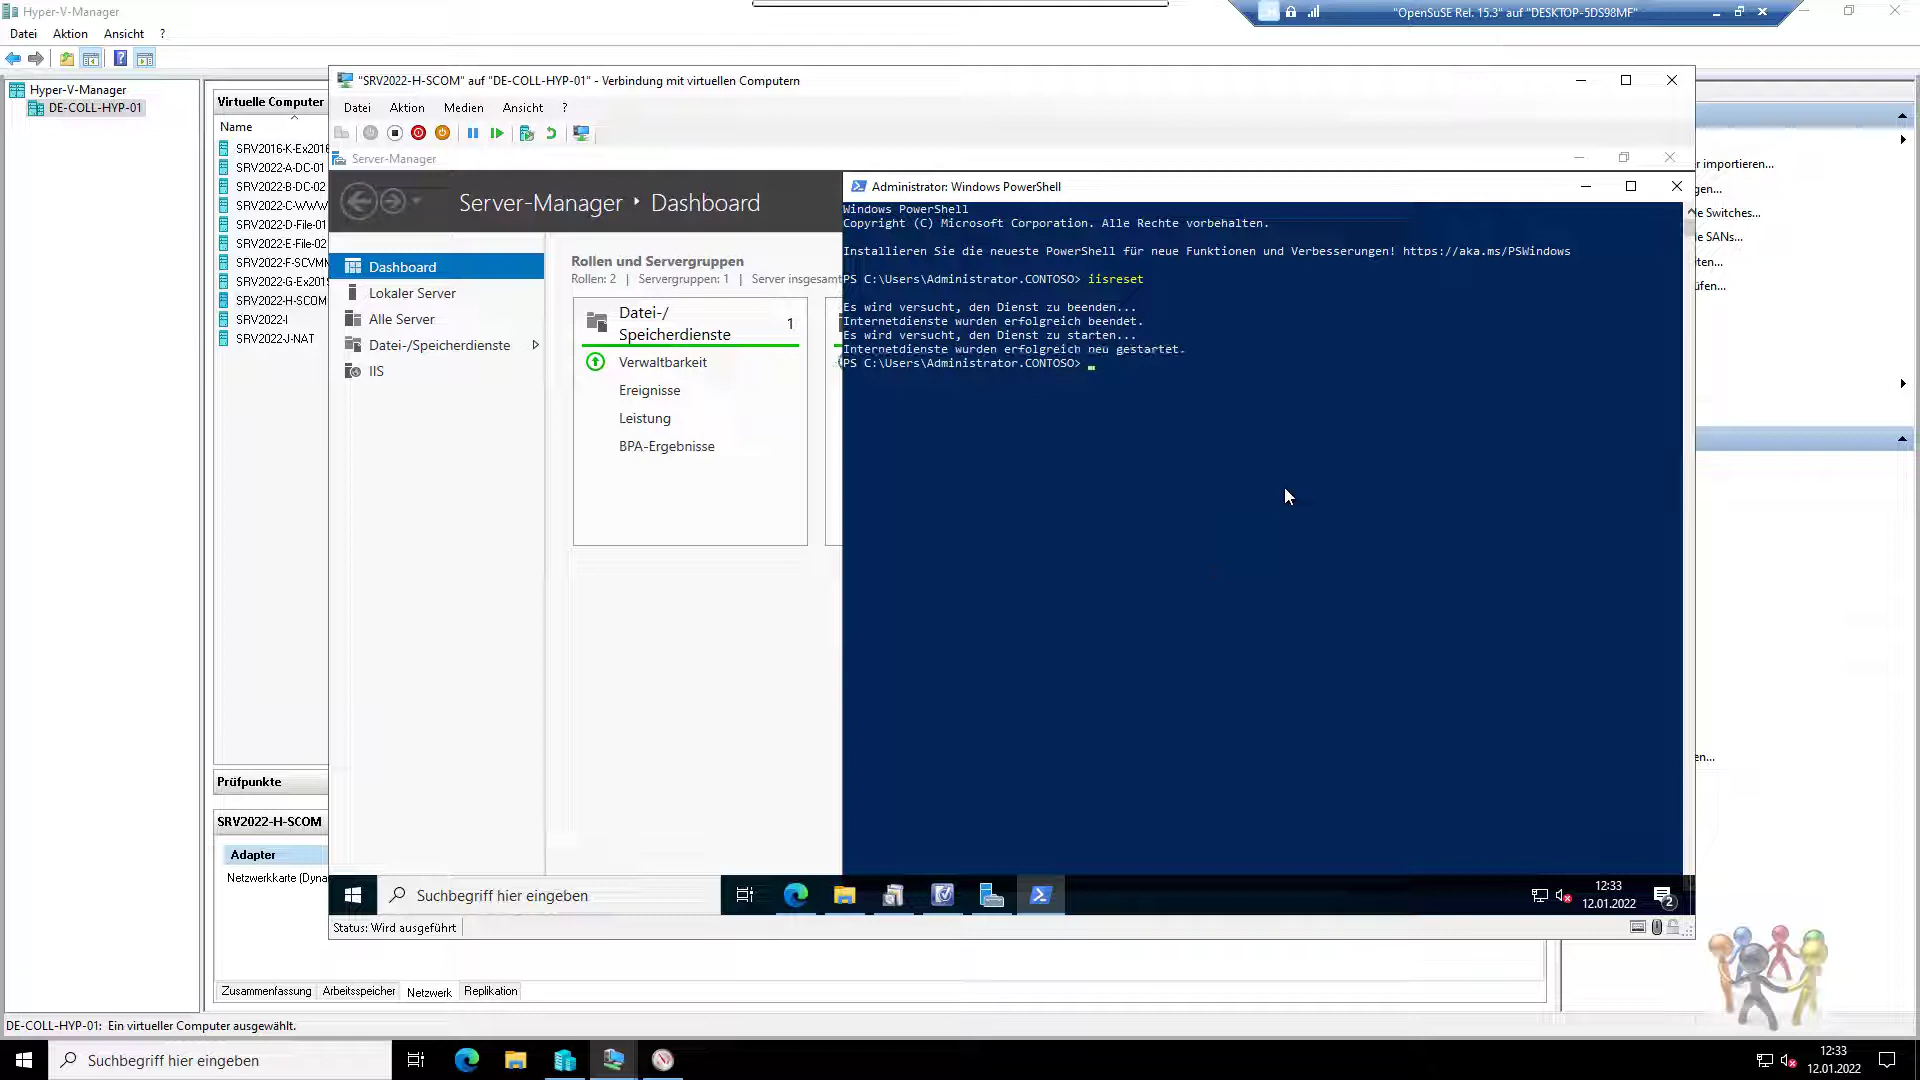 Hyper-V-Manager
"OpenSuSE Rel. 15.3" auf "DESKTOP-5DS98MF"
Datei Aktion Ansicht ?
Hyper-V-Manager
DE-COLL-HYP-01
Virtuelle Computer
Name
SRV2016-K-Ex2016
SRV2022-A-DC-01
SRV2022-B-DC-02
SRV2022-C-WWW
SRV2022-D-File-01
SRV2022-E-File-02
SRV2022-F-SCVMM
SRV2022-G-Ex2019
SRV2022-H-SCOM
SRV2022-I
SRV2022-J-NAT
Prüfpunkte
SRV2022-H-SCOM
Adapter
Netzwerkkarte (Dyna
Zusammenfassung Arbeitsspeicher Netzwerk Replikation
DE-COLL-HYP-01: Ein virtueller Computer ausgewählt.
"SRV2022-H-SCOM" auf "DE-COLL-HYP-01" - Verbindung mit virtuellen Computern
Datei Aktion Medien Ansicht ?
Server-Manager
Server-Manager ‣ Dashboard
Dashboard
Lokaler Server
Alle Server
Datei-/Speicherdienste
IIS
Rollen und Servergruppen
Rollen: 2 | Servergruppen: 1 | Server insgesamt
Datei-/
Speicherdienste
1
Verwaltbarkeit
Ereignisse
Leistung
BPA-Ergebnisse
Administrator: Windows PowerShell
Windows PowerShell
Copyright (C) Microsoft Corporation. Alle Rechte vorbehalten.
Installieren Sie die neueste PowerShell für neue Funktionen und Verbesserungen! https://aka.ms/PSWindows
PS C:\Users\Administrator.CONTOSO> iisreset
Es wird versucht, den Dienst zu beenden...
Internetdienste wurden erfolgreich beendet.
Es wird versucht, den Dienst zu starten...
Internetdienste wurden erfolgreich neu gestartet.
PS C:\Users\Administrator.CONTOSO>
Suchbegriff hier eingeben
12:33
12.01.2022
2
Status: Wird ausgeführt
r importieren...
gen...
le Switches...
le SANs...
ten...
üfen...
en...
Suchbegriff hier eingeben
12:33
12.01.2022